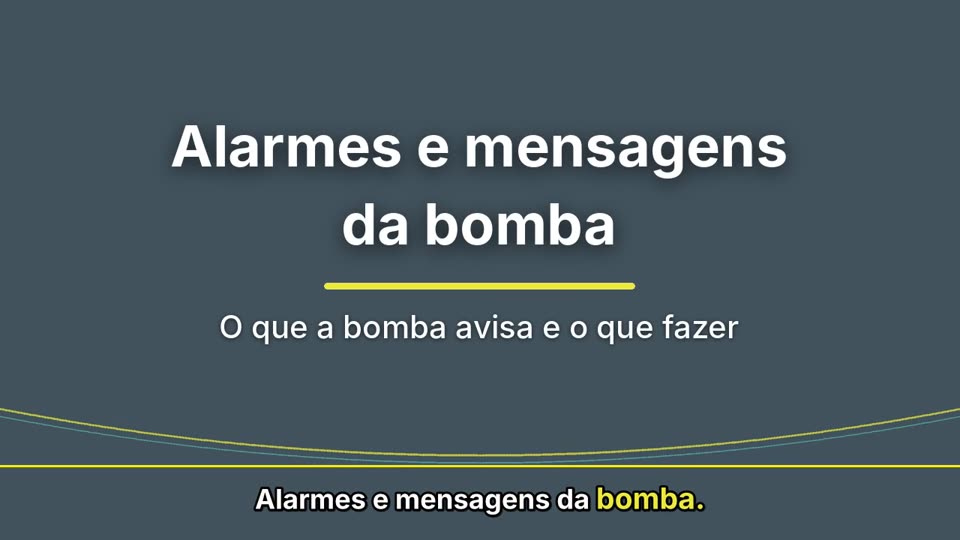 Alarmes e mensagens
da bomba
O que a bomba avisa e o que fazer
Alarmes e mensagens da bomba.